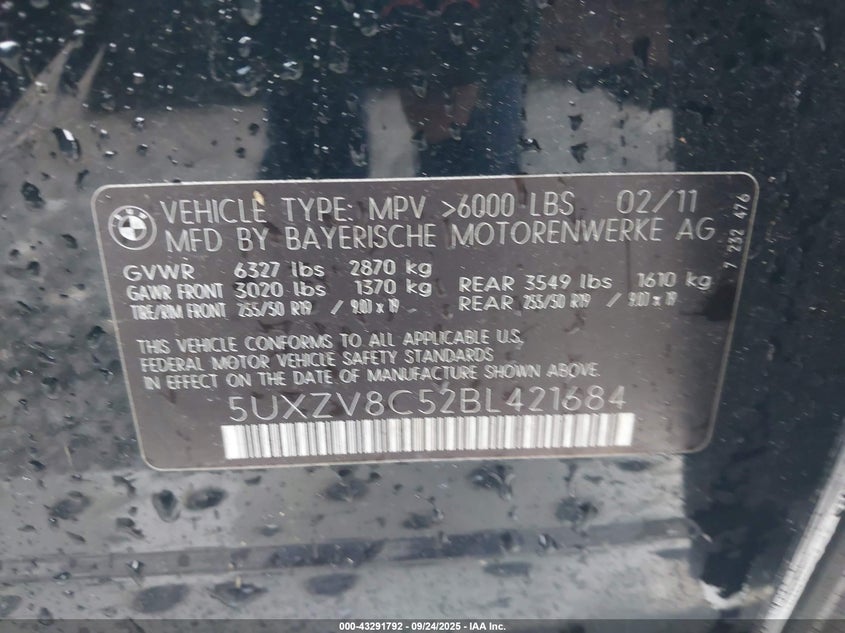 VEHICLE TYPE: MPV >6000 LBS 02/11
MFD BY BAYERISCHE MOTORENWERKE AG
GVWR 6327 lbs 2870 kg
GAWR FRONT 3020 lbs 1370 kg REAR 3549 lbs 1610 kg
TIRE/RIM FRONT 255/50 R19 / 9.0J x 19 REAR 255/50 R19 / 9.0J x 19
THIS VEHICLE CONFORMS TO ALL APPLICABLE U.S.
FEDERAL MOTOR VEHICLE SAFETY STANDARDS
IN EFFECT ON THE DATE OF MANUFACTURE SHOWN ABOVE.
5UXZV8C52BL421684
7 232 476
000-43291792 - 09/24/2025 - IAA Inc.